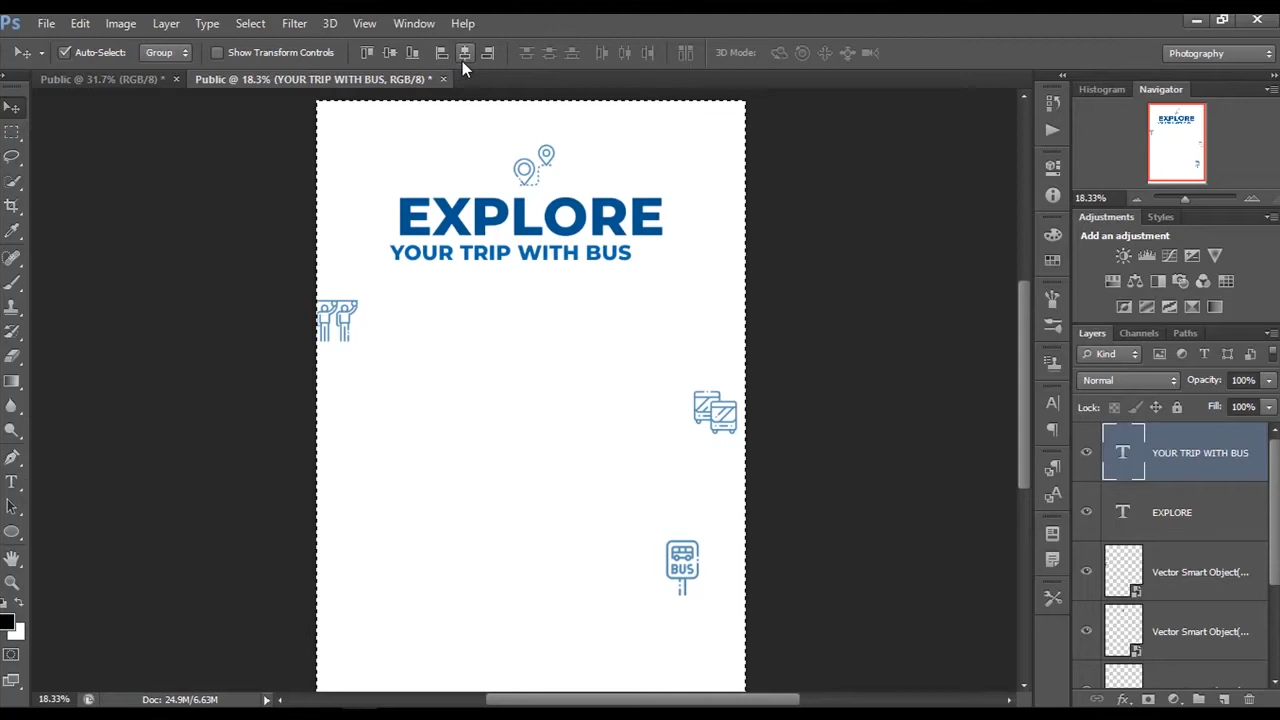 Ps File Edit Image Layer Type Select Filter 3D View Window Help
Auto-Select: Group Show Transform Controls 3D Mode: Photography
Public @ 31.7% (RGB/8) * × Public @ 18.3% (YOUR TRIP WITH BUS, RGB/8) * ×
Histogram Navigator
EXPLORE
18.33%
Adjustments Styles
Add an adjustment
Layers Channels Paths
Kind
Normal Opacity: 100%
Lock: Fill: 100%
T YOUR TRIP WITH BUS
T EXPLORE
Vector Smart Object(...
Vector Smart Object(...
EXPLORE
YOUR TRIP WITH BUS
BUS
18.33% Doc: 24.9M/6.63M